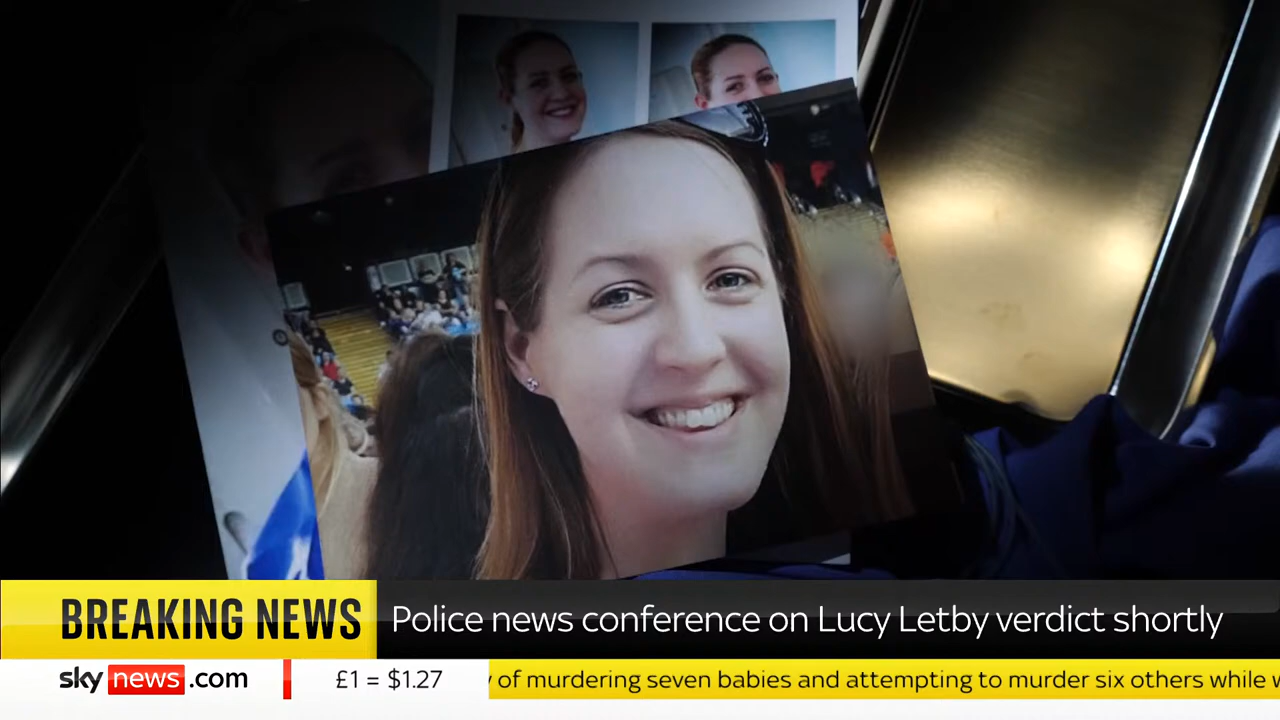 BREAKING NEWS
Police news conference on Lucy Letby verdict shortly
sky news.com
£1 = $1.27
of murdering seven babies and attempting to murder six others while